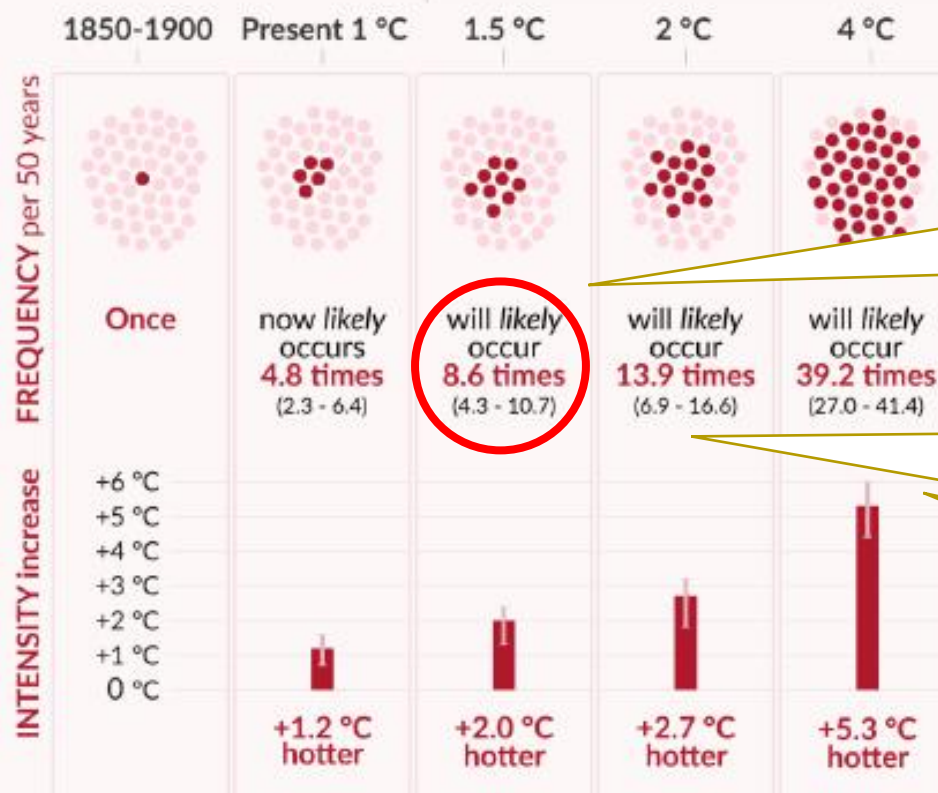 1850-1900 Present 1 °C 1.5 °C 2 °C 4 °C
FREQUENCY per 50 years
Once
now likely
occurs
4.8 times
(2.3 - 6.4)
will likely
occur
8.6 times
(4.3 - 10.7)
will likely
occur
13.9 times
(6.9 - 16.6)
will likely
occur
39.2 times
(27.0 - 41.4)
INTENSITY increase
+6 °C
+5 °C
+4 °C
+3 °C
+2 °C
+1 °C
0 °C
+1.2 °C
hotter
+2.0 °C
hotter
+2.7 °C
hotter
+5.3 °C
hotter